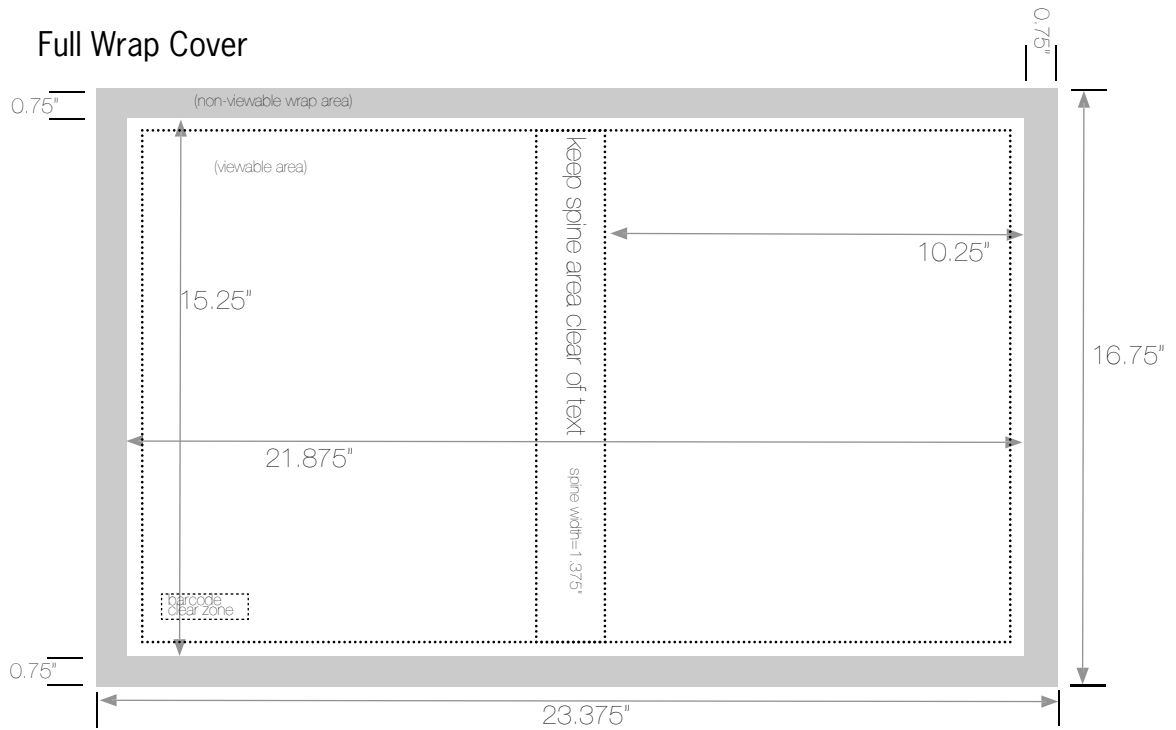 Full Wrap Cover
0.75"
0.75"
(non-viewable wrap area)
(viewable area)
keep spine area clear of text
10.25"
15.25"
16.75"
21.875"
spine width=1.375"
barcode
clear zone
0.75"
23.375"